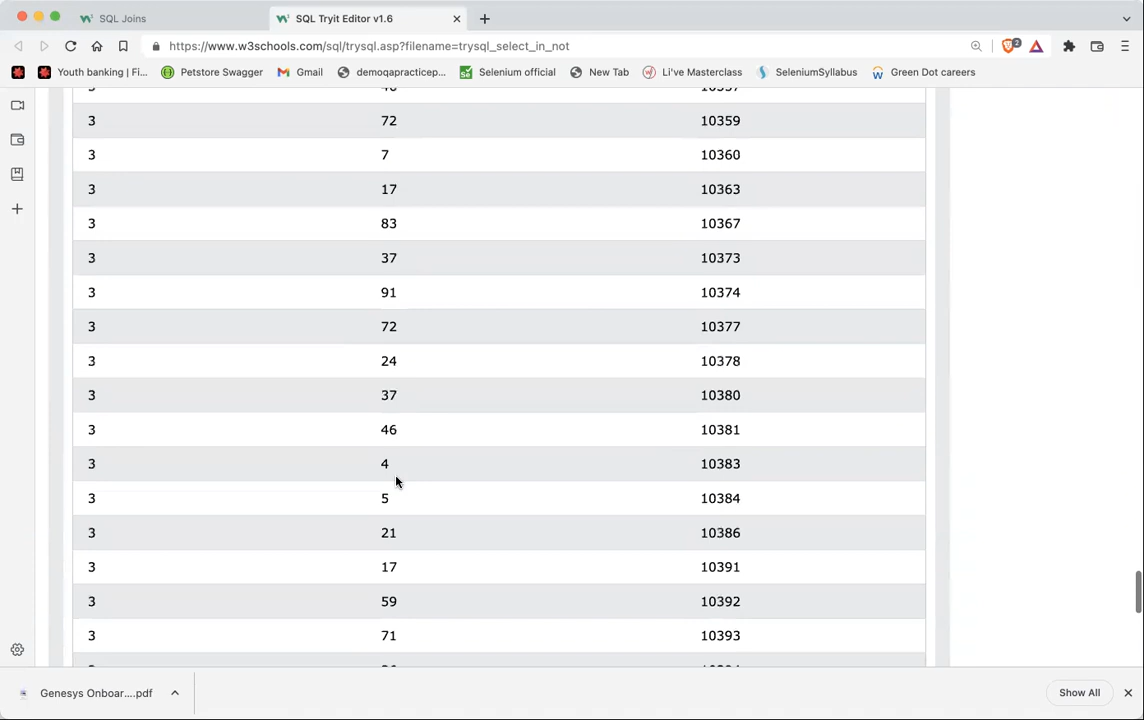 SQL Joins
SQL Tryit Editor v1.6
https://www.w3schools.com/sql/trysql.asp?filename=trysql_select_in_not
2
Youth banking | Fi...
Petstore Swagger
Gmail
demoqapracticep...
Selenium official
New Tab
Li've Masterclass
SeleniumSyllabus
Green Dot careers
3 72 10359
3 7 10360
3 17 10363
3 83 10367
3 37 10373
3 91 10374
3 72 10377
3 24 10378
3 37 10380
3 46 10381
3 4 10383
3 5 10384
3 21 10386
3 17 10391
3 59 10392
3 71 10393
Genesys Onboar....pdf
Show All